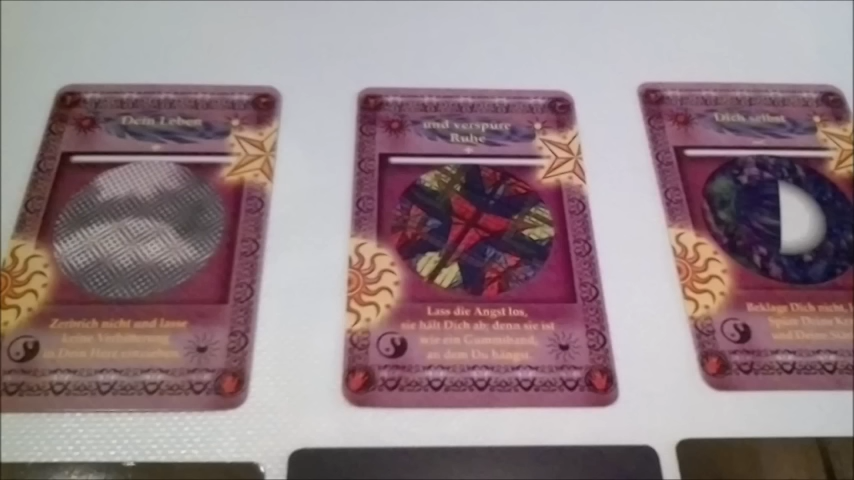 Dein Leben
Zerbrich nicht und lasse
keine Verbitterung
in Dein Herz einziehen.
und verspüre
Ruhe
Lass die Angst los,
sie hält Dich ab, denn sie ist
wie ein Gummiband,
an dem Du hängst.
Dich selbst
Beklage Dich nicht,
Spüre Deine
und Deine